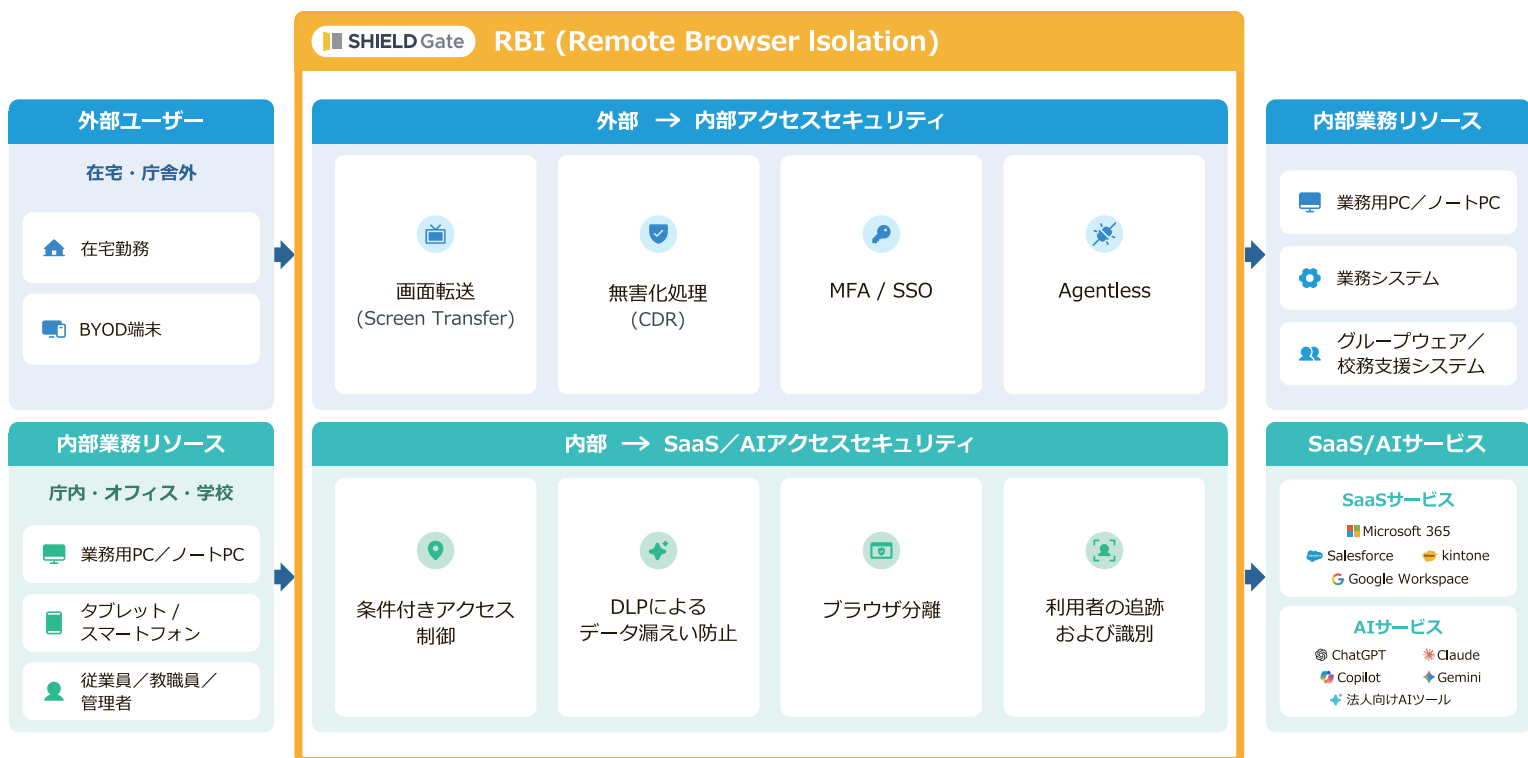 SHIELD Gate RBI (Remote Browser Isolation)
外部ユーザー
在宅・庁舎外
在宅勤務
BYOD端末
外部 → 内部アクセスセキュリティ
画面転送
(Screen Transfer)
無害化処理
(CDR)
MFA / SSO
Agentless
内部業務リソース
業務用PC／ノートPC
業務システム
グループウェア／
校務支援システム
内部業務リソース
庁内・オフィス・学校
業務用PC／ノートPC
タブレット /
スマートフォン
従業員／教職員／
管理者
内部 → SaaS／AIアクセスセキュリティ
条件付きアクセス
制御
DLPによる
データ漏えい防止
ブラウザ分離
利用者の追跡
および識別
SaaS/AIサービス
SaaSサービス
Microsoft 365
Salesforce kintone
Google Workspace
AIサービス
ChatGPT Claude
Copilot Gemini
法人向けAIツール